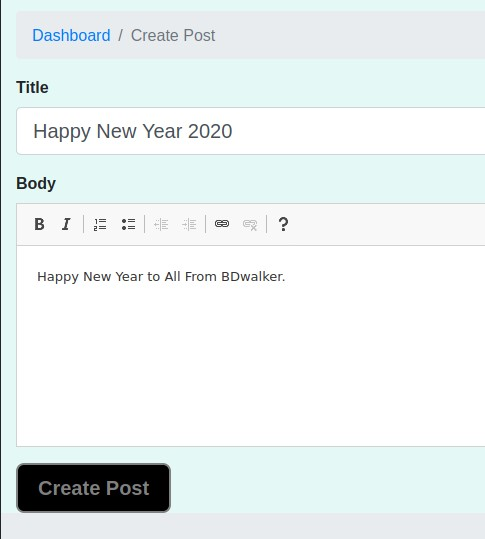 Dashboard / Create Post
Title
Happy New Year 2020
Body
B I ?
Happy New Year to All From BDwalker.
Create Post